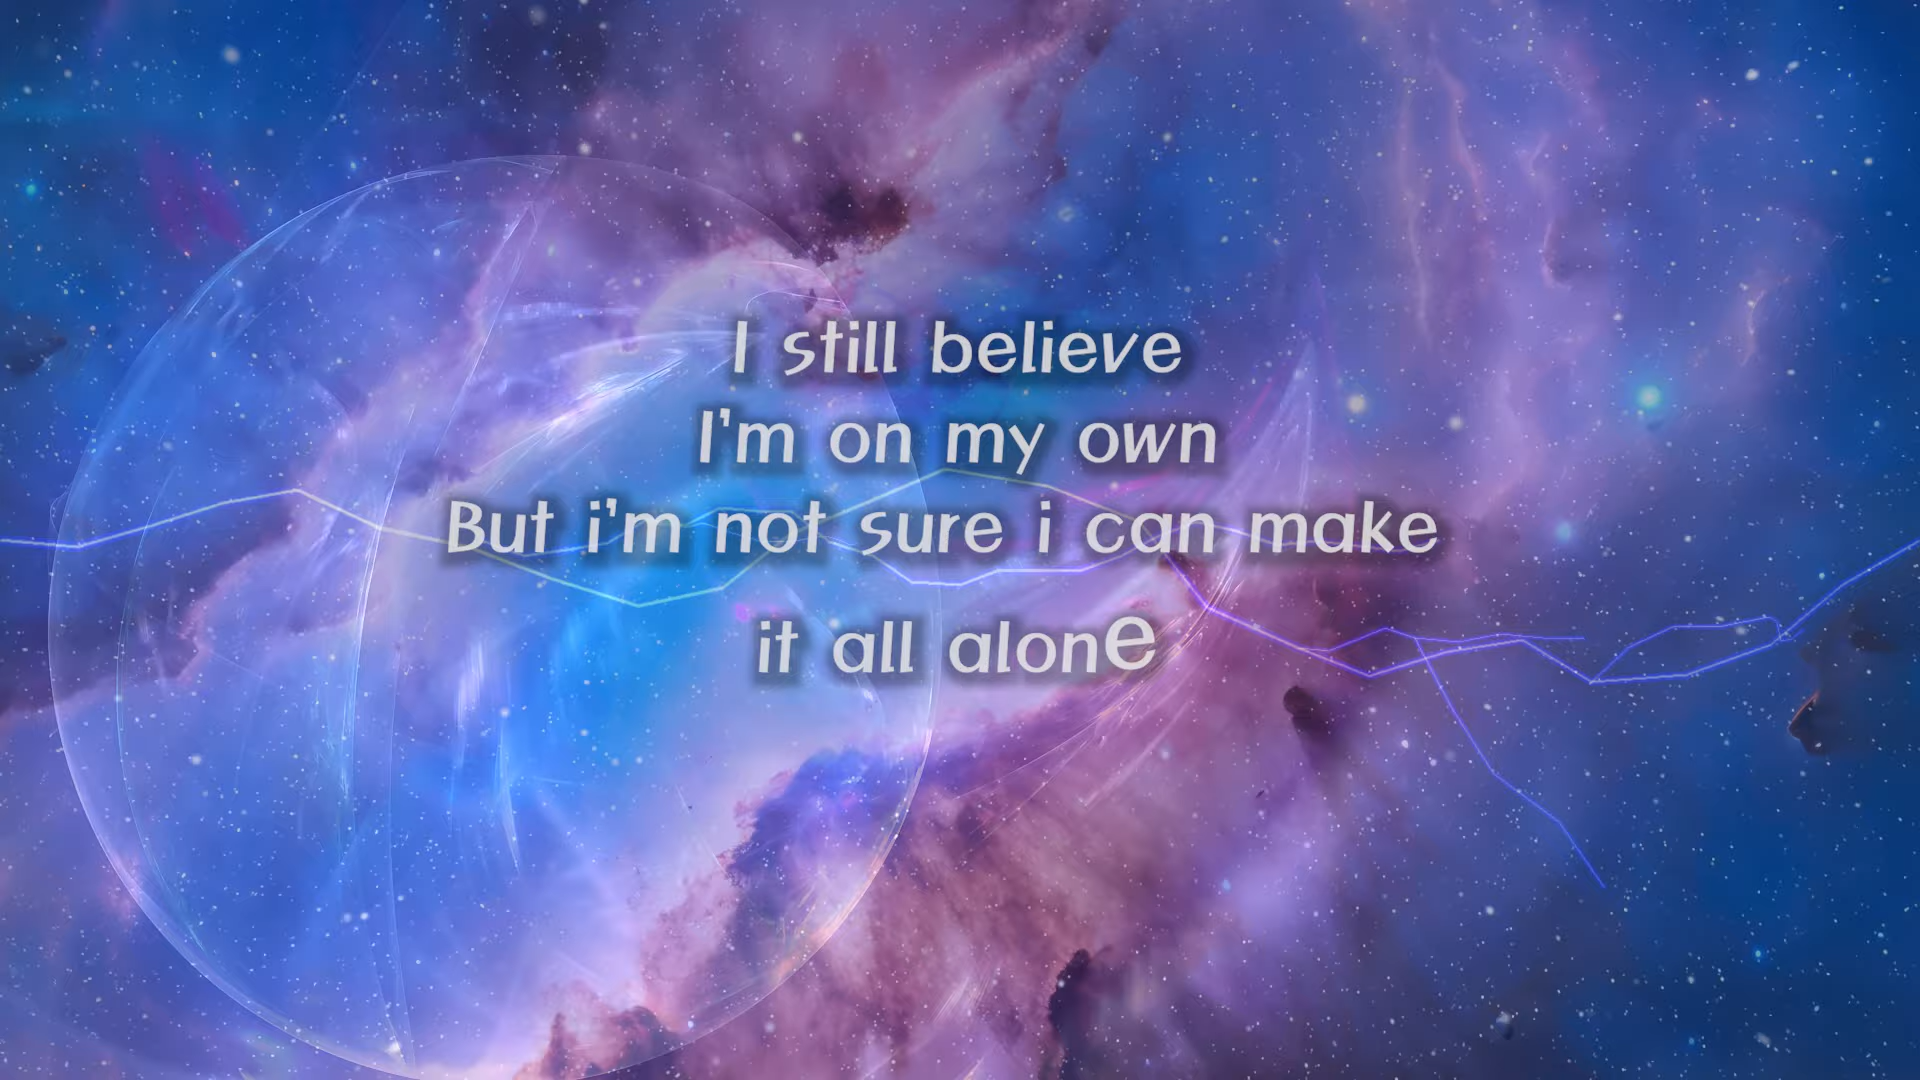 I still believe
I'm on my own
But i'm not sure i can make
it all alone